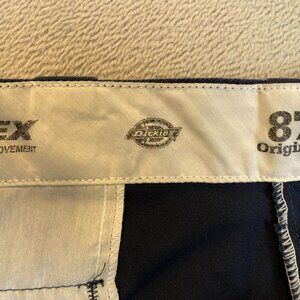 EX
OVEMENT
Dickies
87
Origin